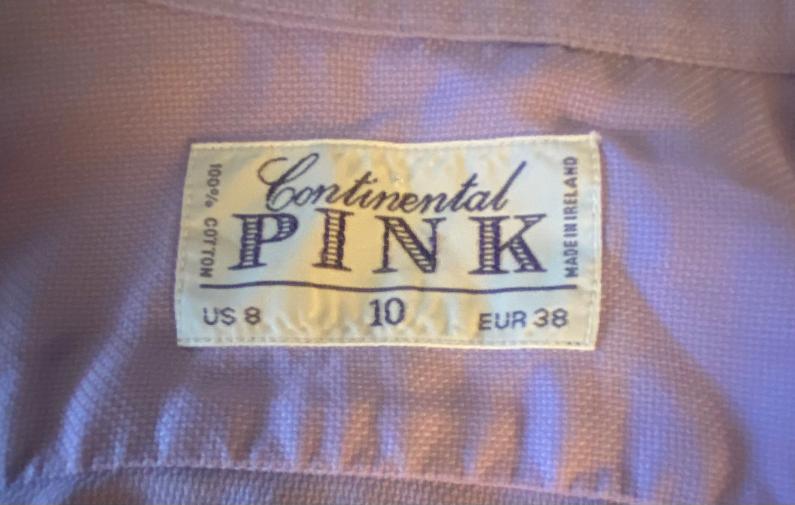 100% COTTON
Continental
PINK
MADE IN IRELAND
US 8
10
EUR 38